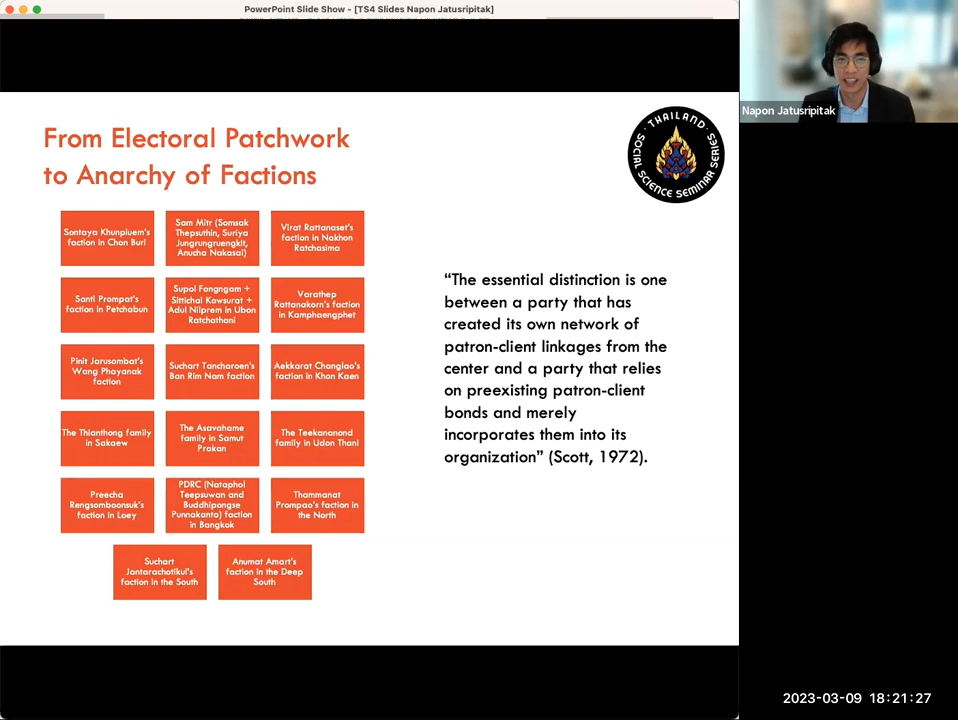 PowerPoint Slide Show - [TS4 Slides Napon Jatusripitak]
Napon Jatusripitak
From Electoral Patchwork
to Anarchy of Factions
THAILAND
SOCIAL SCIENCE SEMINAR SERIES
Sontaya Khunpluem's
faction in Chon Buri
Sam Mitr (Somsak
Thepsuthin, Suriya
Jungrungruengkit,
Anucha Nakasai)
Virat Rattanaset's
faction in Nakhon
Ratchasima
Santi Prompat's
faction in Petchabun
Supol Fongngam +
Sittichai Kowsurat +
Adul Nilprem in Ubon
Ratchathani
Varathep
Rattanakorn's faction
in Kamphaengphet
Pinit Jarusombat's
Wang Phayanak
faction
Suchart Tancharoen's
Ban Rim Nam faction
Aekkarat Changlao's
faction in Khon Kaen
The Thianthong family
in Sakaew
The Asavahame
family in Samut
Prakan
The Teekanonond
family in Udon Thani
Preecha
Rengsomboonsuk's
faction in Loey
PDRC (Nataphol
Teepsuwan and
Buddhipongse
Punnakanta) faction
in Bangkok
Thammanat
Prompao's faction in
the North
Suchart
Jantarachotikul's
faction in the South
Anumat Amart's
faction in the Deep
South
“The essential distinction is one
between a party that has
created its own network of
patron-client linkages from the
center and a party that relies
on preexisting patron-client
bonds and merely
incorporates them into its
organization” (Scott, 1972).
2023-03-09 18:21:27